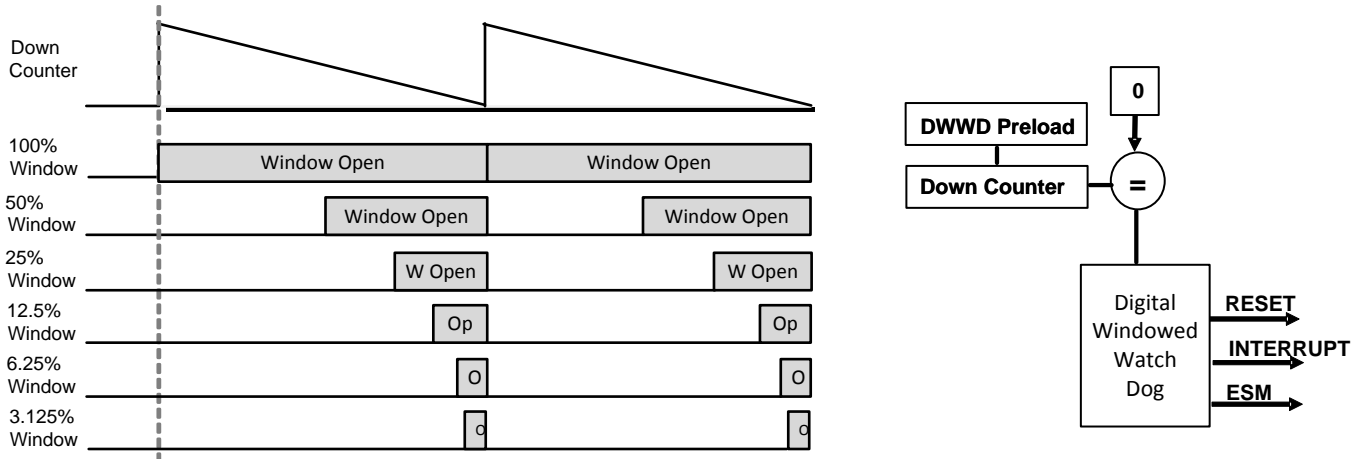 Down
Counter
100%
Window
Window Open
Window Open
50%
Window
Window Open
Window Open
25%
Window
W Open
W Open
12.5%
Window
Op
Op
6.25%
Window
O
O
3.125%
Window
O
O
0
DWWD Preload
Down Counter
=
Digital
Windowed
Watch
Dog
RESET
INTERRUPT
ESM